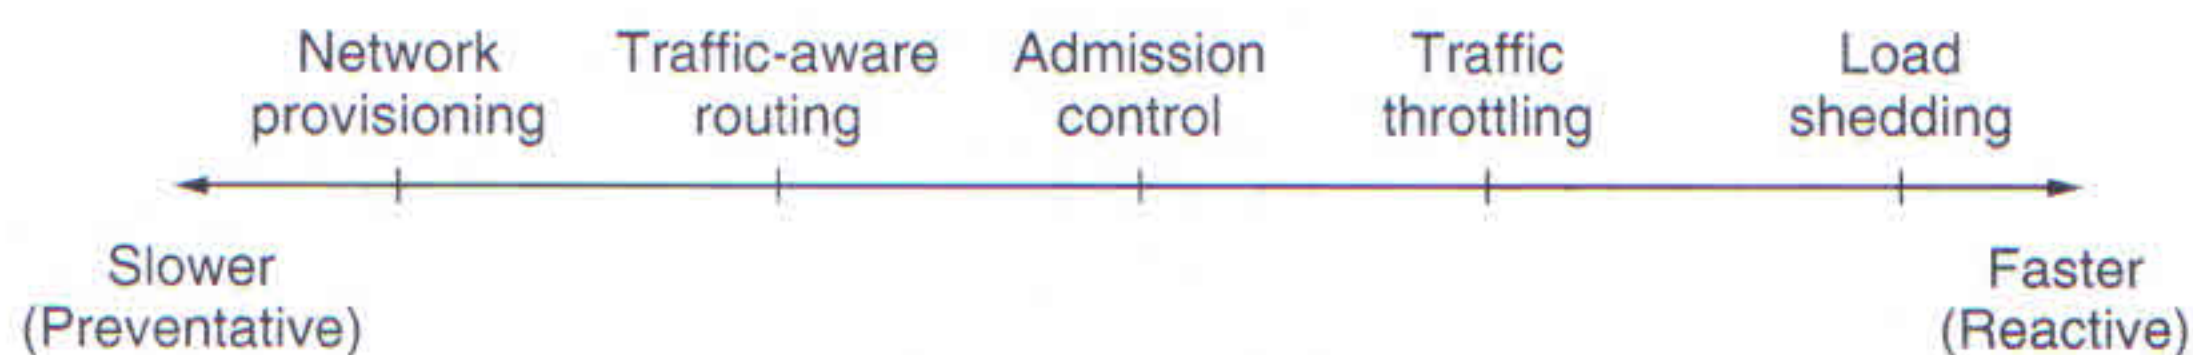 Network
provisioning
Traffic-aware
routing
Admission
control
Traffic
throttling
Load
shedding
Slower
(Preventative)
Faster
(Reactive)